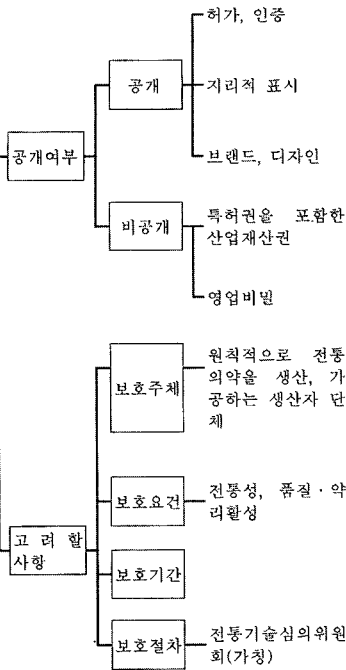 허가, 인증
공개
지리적 표시
공개여부
브랜드, 디자인
비공개
특허권을 포함한
산업재산권
영업비밀
보호주체
원칙적으로 전통
의약을 생산, 가
공하는 생산자 단
체
보호요건
전통성, 품질·약
리활성
고 려 할
사항
보호기간
보호절차
전통기술심의위원
회(가칭)